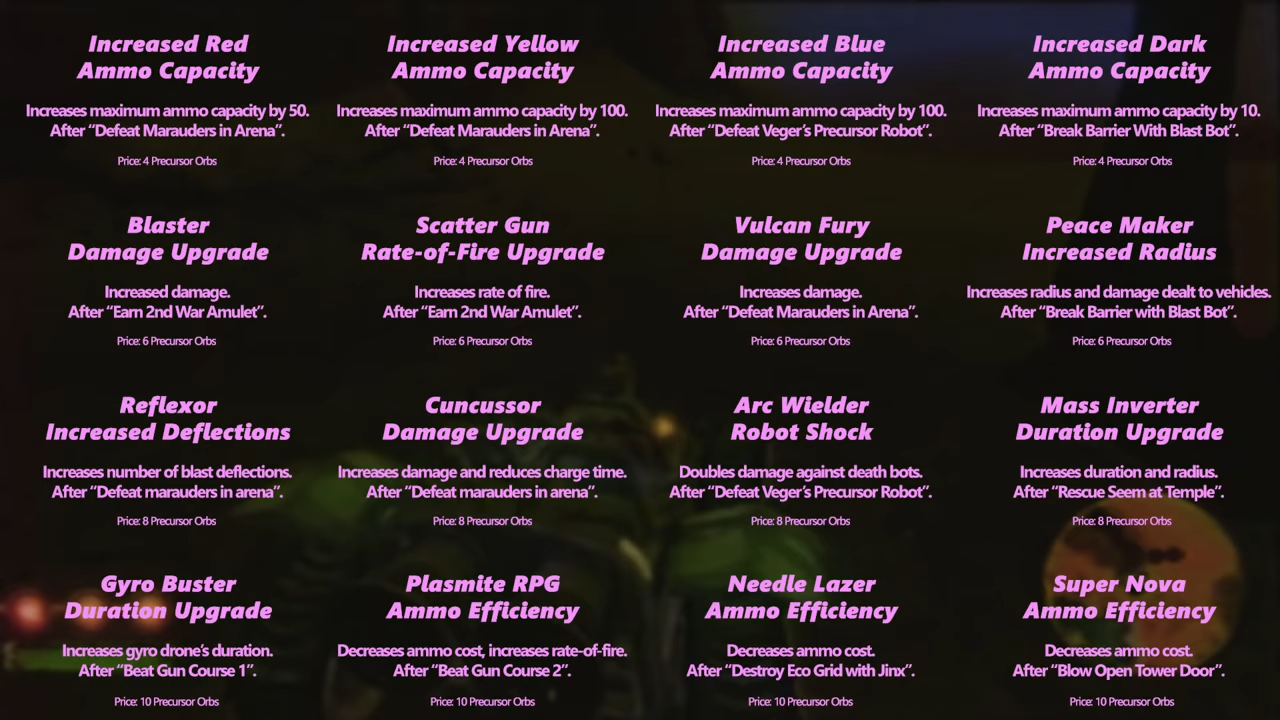 Increased Red
Ammo Capacity
Increases maximum ammo capacity by 50.
After “Defeat Marauders in Arena”.
Price: 4 Precursor Orbs
Increased Yellow
Ammo Capacity
Increases maximum ammo capacity by 100.
After “Defeat Marauders in Arena”.
Price: 4 Precursor Orbs
Increased Blue
Ammo Capacity
Increases maximum ammo capacity by 100.
After “Defeat Veger’s Precursor Robot”.
Price: 4 Precursor Orbs
Increased Dark
Ammo Capacity
Increases maximum ammo capacity by 10.
After “Break Barrier With Blast Bot”.
Price: 4 Precursor Orbs
Blaster
Damage Upgrade
Increased damage.
After “Earn 2nd War Amulet”.
Price: 6 Precursor Orbs
Scatter Gun
Rate-of-Fire Upgrade
Increases rate of fire.
After “Earn 2nd War Amulet”.
Price: 6 Precursor Orbs
Vulcan Fury
Damage Upgrade
Increases damage.
After “Defeat Marauders in Arena”.
Price: 6 Precursor Orbs
Peace Maker
Increased Radius
Increases radius and damage dealt to vehicles.
After “Break Barrier with Blast Bot”.
Price: 6 Precursor Orbs
Reflexor
Increased Deflections
Increases number of blast deflections.
After “Defeat marauders in arena”.
Price: 8 Precursor Orbs
Cuncussor
Damage Upgrade
Increases damage and reduces charge time.
After “Defeat marauders in arena”.
Price: 8 Precursor Orbs
Arc Wielder
Robot Shock
Doubles damage against death bots.
After “Defeat Veger’s Precursor Robot”.
Price: 8 Precursor Orbs
Mass Inverter
Duration Upgrade
Increases duration and radius.
After “Rescue Seem at Temple”.
Price: 8 Precursor Orbs
Gyro Buster
Duration Upgrade
Increases gyro drone’s duration.
After “Beat Gun Course 1”.
Price: 10 Precursor Orbs
Plasmite RPG
Ammo Efficiency
Decreases ammo cost, increases rate-of-fire.
After “Beat Gun Course 2”.
Price: 10 Precursor Orbs
Needle Lazer
Ammo Efficiency
Decreases ammo cost.
After “Destroy Eco Grid with Jinx”.
Price: 10 Precursor Orbs
Super Nova
Ammo Efficiency
Decreases ammo cost.
After “Blow Open Tower Door”.
Price: 10 Precursor Orbs